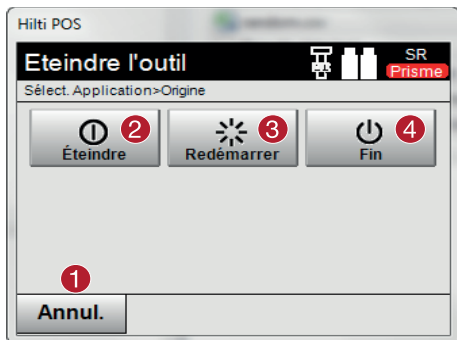 Hilti POS
Eteindre l'outil
SR
Prisme
Sélect. Application>Origine
2
Éteindre
3
Redémarrer
4
Fin
1
Annul.